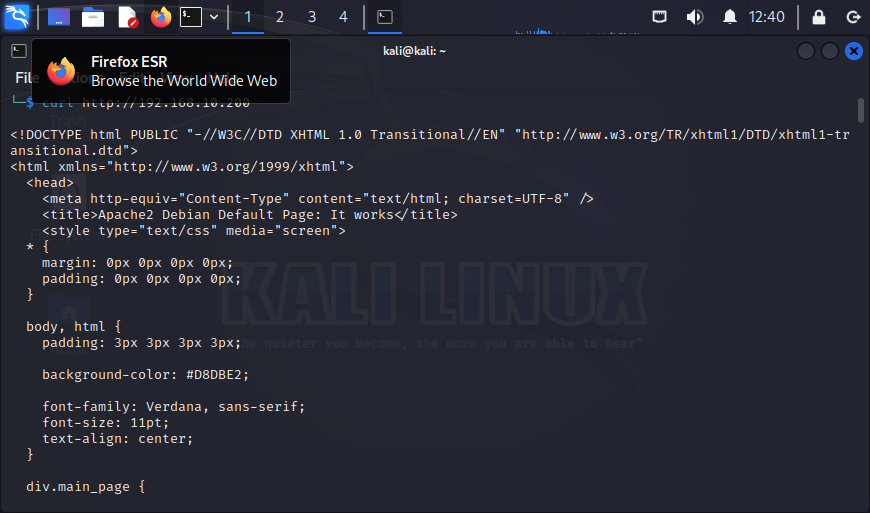 1 2 3 4 12:40
kali@kali: ~
Firefox ESR
Browse the World Wide Web
File
$ curl http://192.168.10.200
Trash
<!DOCTYPE html PUBLIC "-//W3C//DTD XHTML 1.0 Transitional//EN" "http://www.w3.org/TR/xhtml1/DTD/xhtml1-tr
ansitional.dtd">
<html xmlns="http://www.w3.org/1999/xhtml">
  <head>
    <meta http-equiv="Content-Type" content="text/html; charset=UTF-8" />
    <title>Apache2 Debian Default Page: It works</title>
    <style type="text/css" media="screen">
  * {
    margin: 0px 0px 0px 0px;
    padding: 0px 0px 0px 0px;
  }
KALI LINUX
  body, html {
    padding: 3px 3px 3px 3px;
quieter you become, the more you are able to hear"
    background-color: #D8DBE2;
    font-family: Verdana, sans-serif;
    font-size: 11pt;
    text-align: center;
  }
  div.main_page {